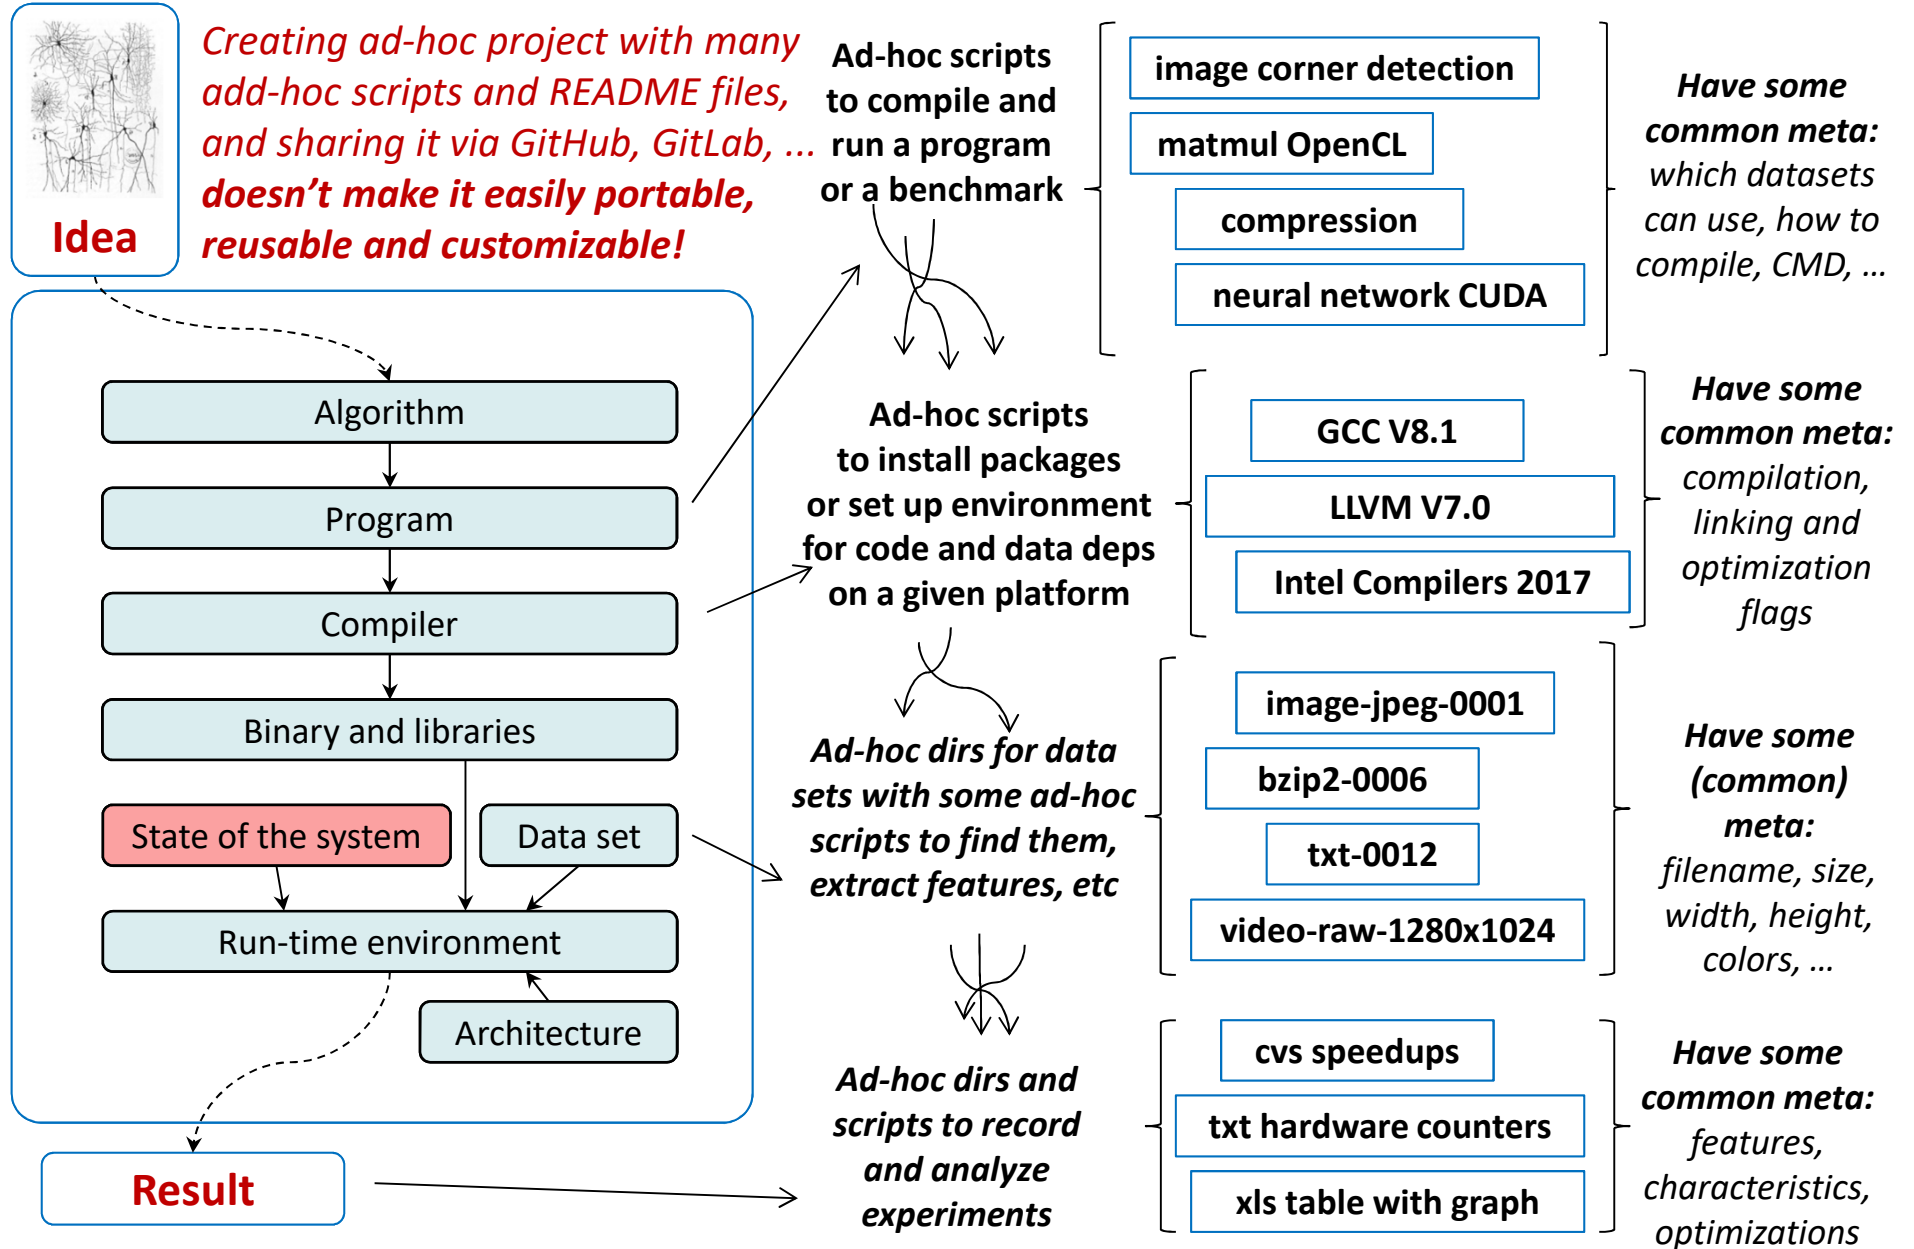 Idea
Creating ad-hoc project with many
add-hoc scripts and README files,
and sharing it via GitHub, GitLab, ...
doesn’t make it easily portable,
reusable and customizable!
Algorithm
Program
Compiler
Binary and libraries
State of the system
Data set
Run-time environment
Architecture
Result
Ad-hoc scripts
to compile and
run a program
or a benchmark
image corner detection
matmul OpenCL
compression
neural network CUDA
Have some
common meta:
which datasets
can use, how to
compile, CMD, …
Ad-hoc scripts
to install packages
or set up environment
for code and data deps
on a given platform
GCC V8.1
LLVM V7.0
Intel Compilers 2017
Have some
common meta:
compilation,
linking and
optimization
flags
Ad-hoc dirs for data
sets with some ad-hoc
scripts to find them,
extract features, etc
image-jpeg-0001
bzip2-0006
txt-0012
video-raw-1280x1024
Have some
(common)
meta:
filename, size,
width, height,
colors, …
Ad-hoc dirs and
scripts to record
and analyze
experiments
cvs speedups
txt hardware counters
xls table with graph
Have some
common meta:
features,
characteristics,
optimizations